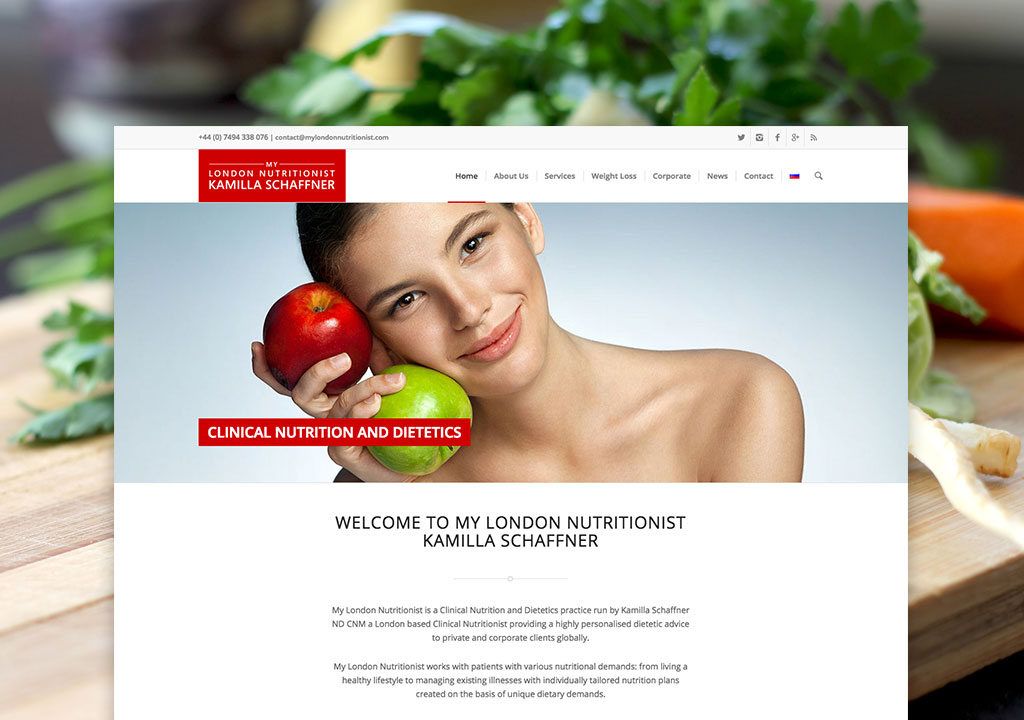 +44 (0) 7494 338 076 | contact@mylondonnutritionist.com
MY
LONDON NUTRITIONIST
KAMILLA SCHAFFNER
Home About Us Services Weight Loss Corporate News Contact
CLINICAL NUTRITION AND DIETETICS
WELCOME TO MY LONDON NUTRITIONIST
KAMILLA SCHAFFNER
My London Nutritionist is a Clinical Nutrition and Dietetics practice run by Kamilla Schaffner
ND CNM a London based Clinical Nutritionist providing a highly personalised dietetic advice
to private and corporate clients globally.
My London Nutritionist works with patients with various nutritional demands: from living a
healthy lifestyle to managing existing illnesses with individually tailored nutrition plans
created on the basis of unique dietary demands.